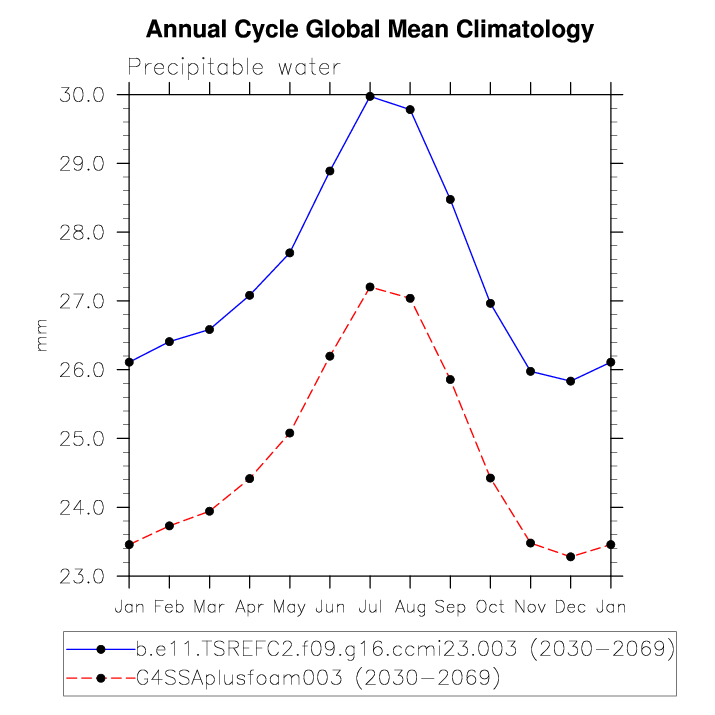 Annual Cycle Global Mean Climatology
Precipitable water
30.0
29.0
28.0
27.0
26.0
25.0
24.0
23.0
mm
Jan Feb Mar Apr May Jun Jul Aug Sep Oct Nov Dec Jan
b.e11.TSREFC2.f09.g16.ccmi23.003 (2030-2069)
G4SSAplusfoam003 (2030-2069)